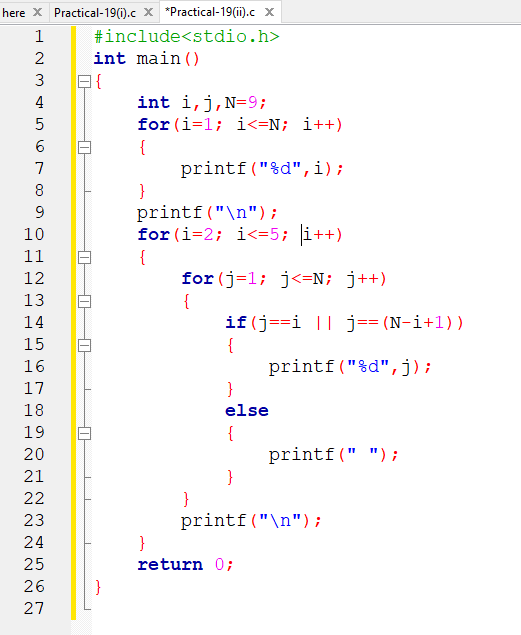 here X Practical-19(i).c X *Practical-19(ii).c X
1 #include<stdio.h>
2 int main()
3 {
4     int i,j,N=9;
5     for(i=1; i<=N; i++)
6     {
7         printf("%d",i);
8     }
9     printf("\n");
10     for(i=2; i<=5; i++)
11     {
12         for(j=1; j<=N; j++)
13         {
14             if(j==i || j==(N-i+1))
15             {
16                 printf("%d",j);
17             }
18             else
19             {
20                 printf(" ");
21             }
22         }
23         printf("\n");
24     }
25     return 0;
26 }
27